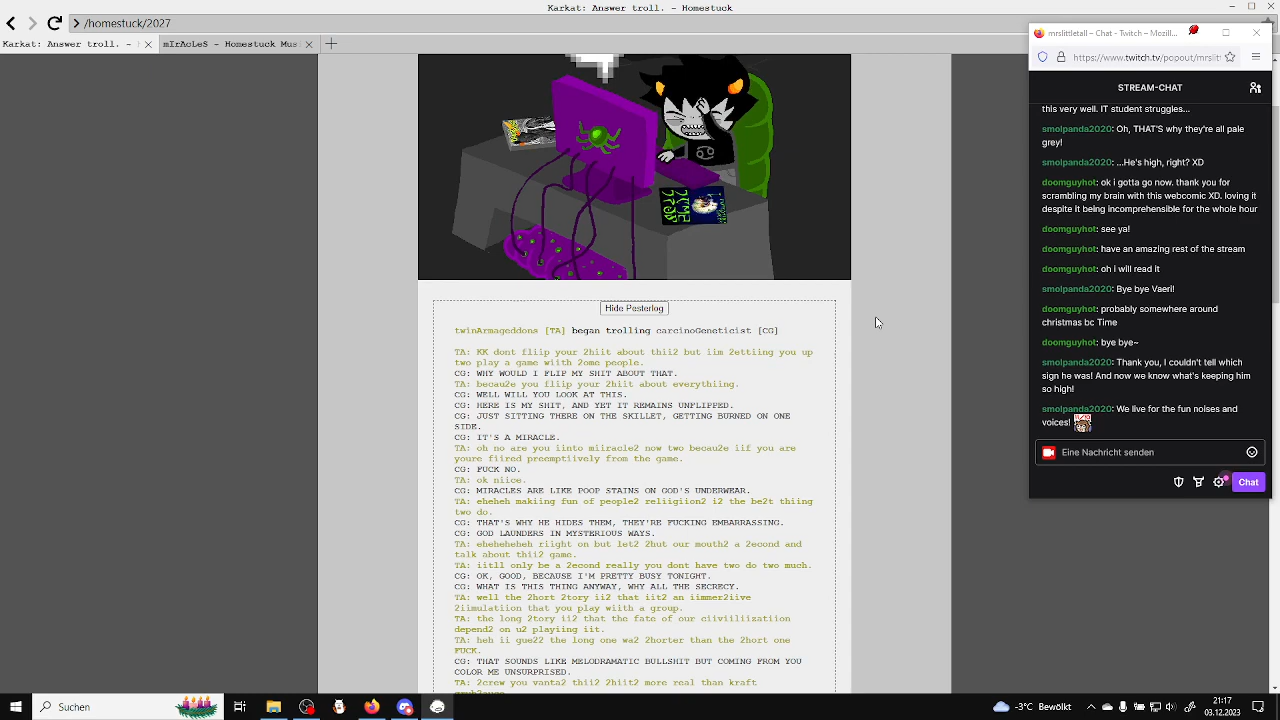 Karkat: Answer troll. - Homestuck
/homestuck/2027
Karkat: Answer troll. -
mIrAcLeS - Homestuck Mus
mrslittletall – Chat - Twitch – Mozill...
https://www.twitch.tv/popout/mrslit
STREAM-CHAT
this very well. IT student struggles...
smolpanda2020: Oh, THAT'S why they're all pale
grey!
smolpanda2020: ...He's high, right? XD
doomguyhot: ok i gotta go now. thank you for
scrambling my brain with this webcomic XD. loving it
despite it being incomprehensible for the whole hour
doomguyhot: see ya!
doomguyhot: have an amazing rest of the stream
doomguyhot: oh i will read it
smolpanda2020: Bye bye Vaeri!
doomguyhot: probably somewhere around
christmas bc Time
doomguyhot: bye bye~
smolpanda2020: Thank you, I couldn't tell which
sign he was! And now we know what's keeping him
so high!
smolpanda2020: We live for the fun noises and
voices!
Eine Nachricht senden
Chat
Hide Pesterlog
twinArmageddons [TA] began trolling carcinoGeneticist [CG]
TA: KK dont fliip your 2hiit about thii2 but iim 2ettiing you up
two play a game wiith 2ome people.
CG: WHY WOULD I FLIP MY SHIT ABOUT THAT.
TA: becau2e you fliip your 2hiit about everythiing.
CG: WELL WILL YOU LOOK AT THIS.
CG: HERE IS MY SHIT, AND YET IT REMAINS UNFLIPPED.
CG: JUST SITTING THERE ON THE SKILLET, GETTING BURNED ON ONE
SIDE.
CG: IT'S A MIRACLE.
TA: oh no are you iinto miiracle2 now two becau2e iif you are
youre fiired preemptiively from the game.
CG: FUCK NO.
TA: ok niice.
CG: MIRACLES ARE LIKE POOP STAINS ON GOD'S UNDERWEAR.
TA: eheheh makiing fun of people2 reliigiion2 i2 the be2t thiing
two do.
CG: THAT'S WHY HE HIDES THEM, THEY'RE FUCKING EMBARRASSING.
CG: GOD LAUNDERS IN MYSTERIOUS WAYS.
TA: eheheheheh riight on but let2 2hut our mouth2 a 2econd and
talk about thii2 game.
TA: iitll only be a 2econd really you dont have two do two much.
CG: OK, GOOD, BECAUSE I'M PRETTY BUSY TONIGHT.
CG: WHAT IS THIS THING ANYWAY, WHY ALL THE SECRECY.
TA: well the 2hort 2tory ii2 that iit2 an iimmer2iive
2iimulatiion that you play wiith a group.
TA: the long 2tory ii2 that the fate of our ciiviiliizatiion
depend2 on u2 playiing iit.
TA: heh ii gue22 the long one wa2 2horter than the 2hort one
FUCK.
CG: THAT SOUNDS LIKE MELODRAMATIC BULLSHIT BUT COMING FROM YOU
COLOR ME UNSURPRISED.
TA: 2crew you vanta2 thii2 2hiit2 more real than kraft
Suchen
-3°C Bewölkt
21:17
03.12.2023